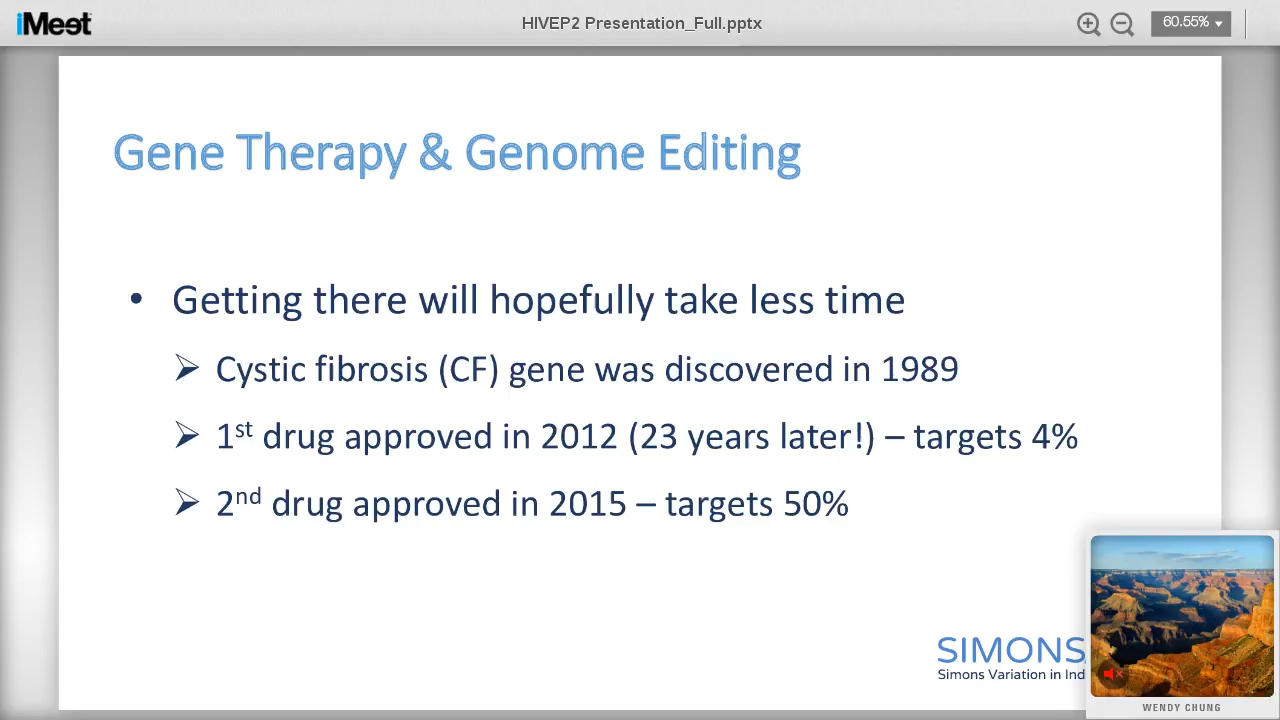 iMeet
HIVEP2 Presentation_Full.pptx
60.55%
Gene Therapy & Genome Editing
• Getting there will hopefully take less time
➢ Cystic fibrosis (CF) gene was discovered in 1989
➢ 1st drug approved in 2012 (23 years later!) – targets 4%
➢ 2nd drug approved in 2015 – targets 50%
SIMONS
Simons Variation in Ind
WENDY CHUNG